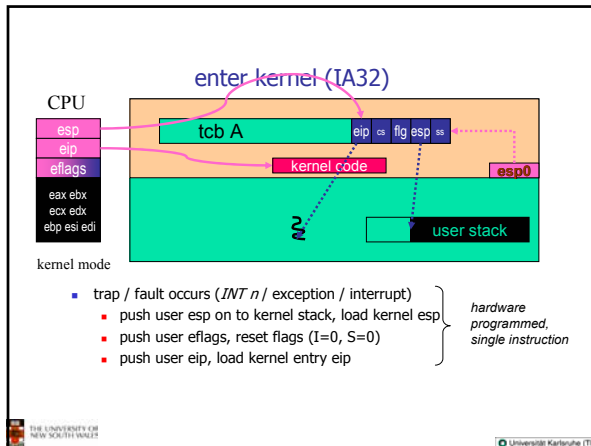 enter kernel (IA32)
CPU
esp
eip
eflags
eax ebx
ecx edx
ebp esi edi
kernel mode
tcb A
eip cs flg esp ss
kernel code
esp0
user stack
trap / fault occurs (INT n / exception / interrupt)
push user esp on to kernel stack, load kernel esp
push user eflags, reset flags (I=0, S=0)
push user eip, load kernel entry eip
hardware
programmed,
single instruction
THE UNIVERSITY OF
NEW SOUTH WALES
Universität Karlsruhe (TH